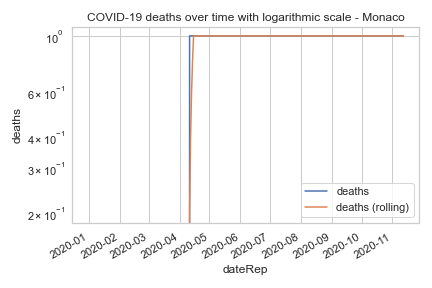 COVID-19 deaths over time with logarithmic scale - Monaco
10⁰
6 × 10⁻¹
4 × 10⁻¹
3 × 10⁻¹
2 × 10⁻¹
deaths
deaths
deaths (rolling)
2020-01
2020-02
2020-03
2020-04
2020-05
2020-06
2020-07
2020-08
2020-09
2020-10
2020-11
dateRep